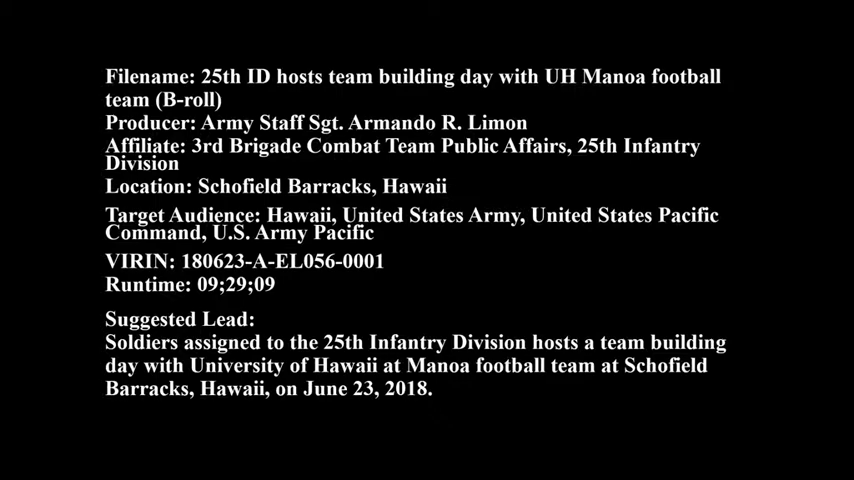 Filename: 25th ID hosts team building day with UH Manoa football
team (B-roll)
Producer: Army Staff Sgt. Armando R. Limon
Affiliate: 3rd Brigade Combat Team Public Affairs, 25th Infantry
Division
Location: Schofield Barracks, Hawaii
Target Audience: Hawaii, United States Army, United States Pacific
Command, U.S. Army Pacific
VIRIN: 180623-A-EL056-0001
Runtime: 09;29;09
Suggested Lead:
Soldiers assigned to the 25th Infantry Division hosts a team building
day with University of Hawaii at Manoa football team at Schofield
Barracks, Hawaii, on June 23, 2018.